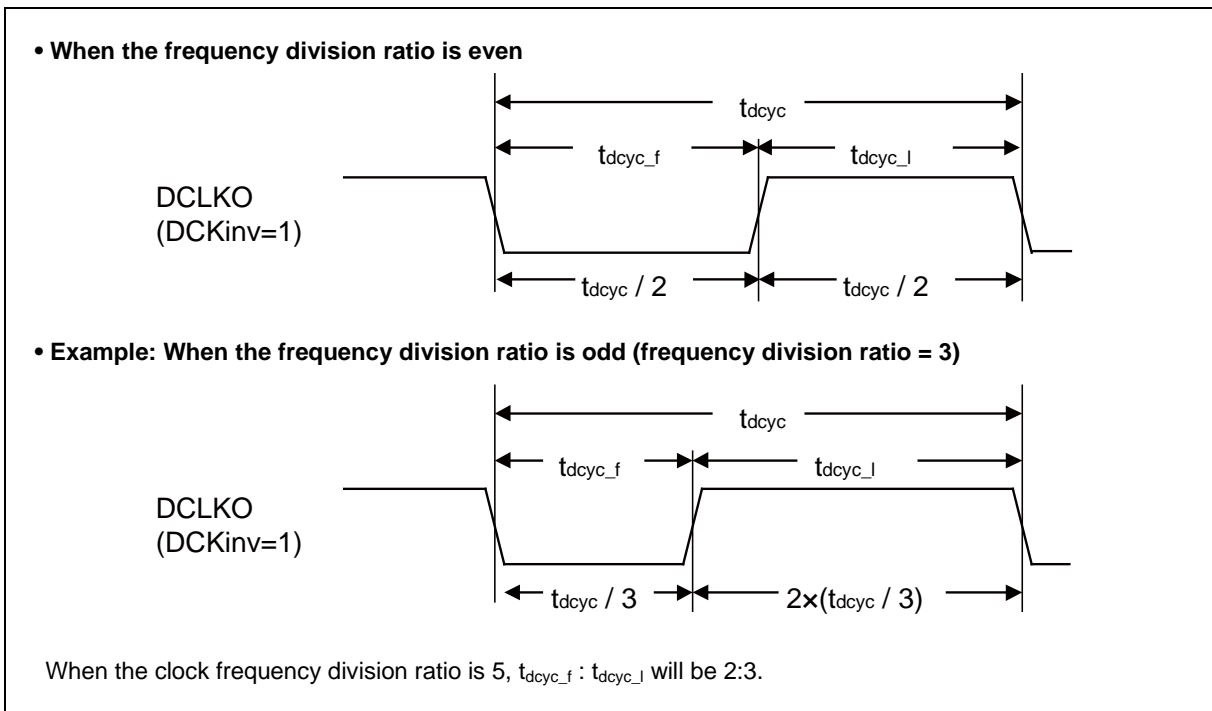 • When the frequency division ratio is even
tdcyc
tdcyc_f
tdcyc_l
DCLKO
(DCKinv=1)
tdcyc / 2
tdcyc / 2
• Example: When the frequency division ratio is odd (frequency division ratio = 3)
tdcyc
tdcyc_f
tdcyc_l
DCLKO
(DCKinv=1)
tdcyc / 3
2×(tdcyc / 3)
When the clock frequency division ratio is 5, tdcyc_f : tdcyc_l will be 2:3.